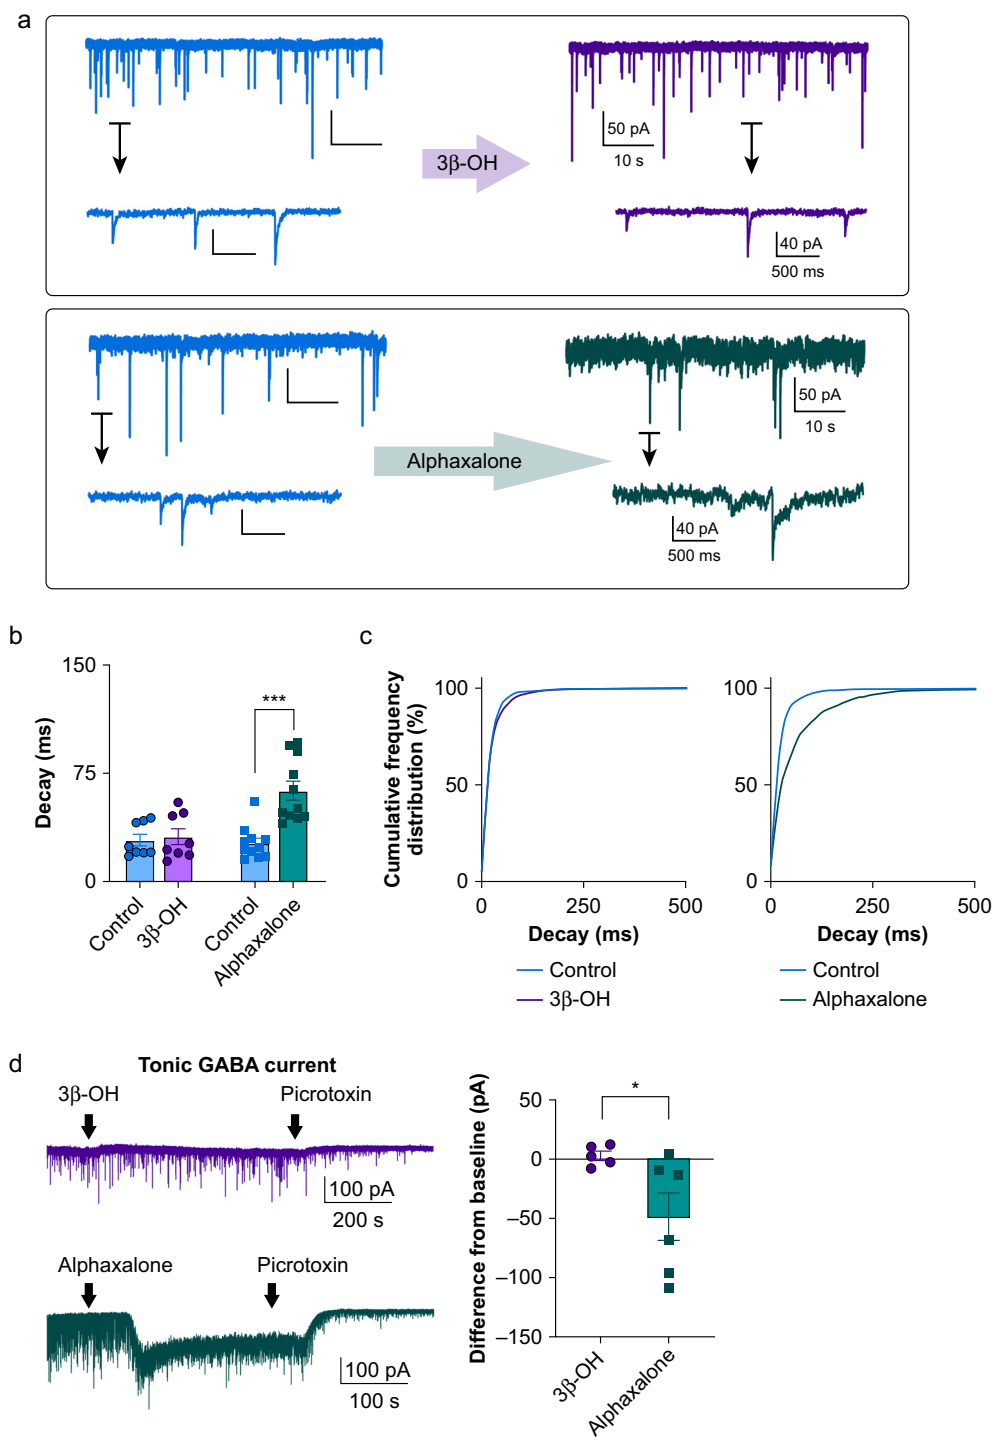 a
3β-OH
50 pA
10 s
40 pA
500 ms
Alphaxalone
50 pA
10 s
40 pA
500 ms
b
Decay (ms)
150
75
0
***
Control
3β-OH
Control
Alphaxalone
c
Cumulative frequency
distribution (%)
100
50
0
0
250
500
Decay (ms)
Control
3β-OH
100
50
0
0
250
500
Decay (ms)
Control
Alphaxalone
d
Tonic GABA current
3β-OH
Picrotoxin
100 pA
200 s
Alphaxalone
Picrotoxin
100 pA
100 s
Difference from baseline (pA)
50
0
–50
–100
–150
*
3β-OH
Alphaxalone